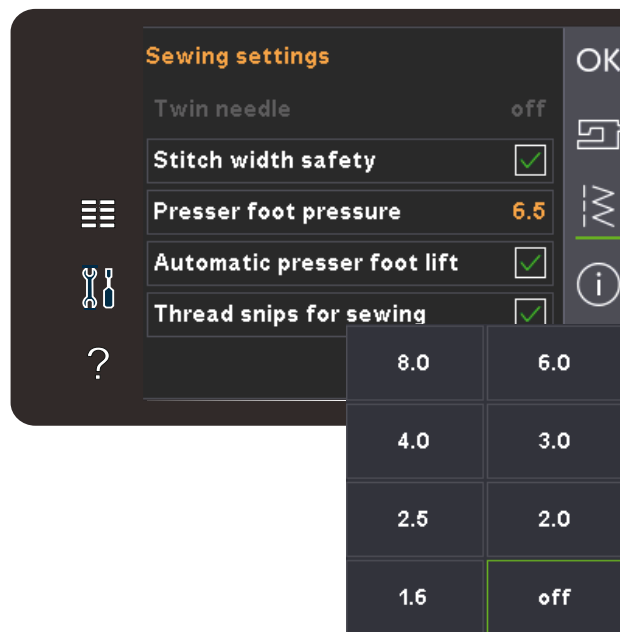 Sewing settings
OK
Twin needle off
Stitch width safety
Presser foot pressure 6.5
Automatic presser foot lift
Thread snips for sewing
?
8.0 6.0
4.0 3.0
2.5 2.0
1.6 off